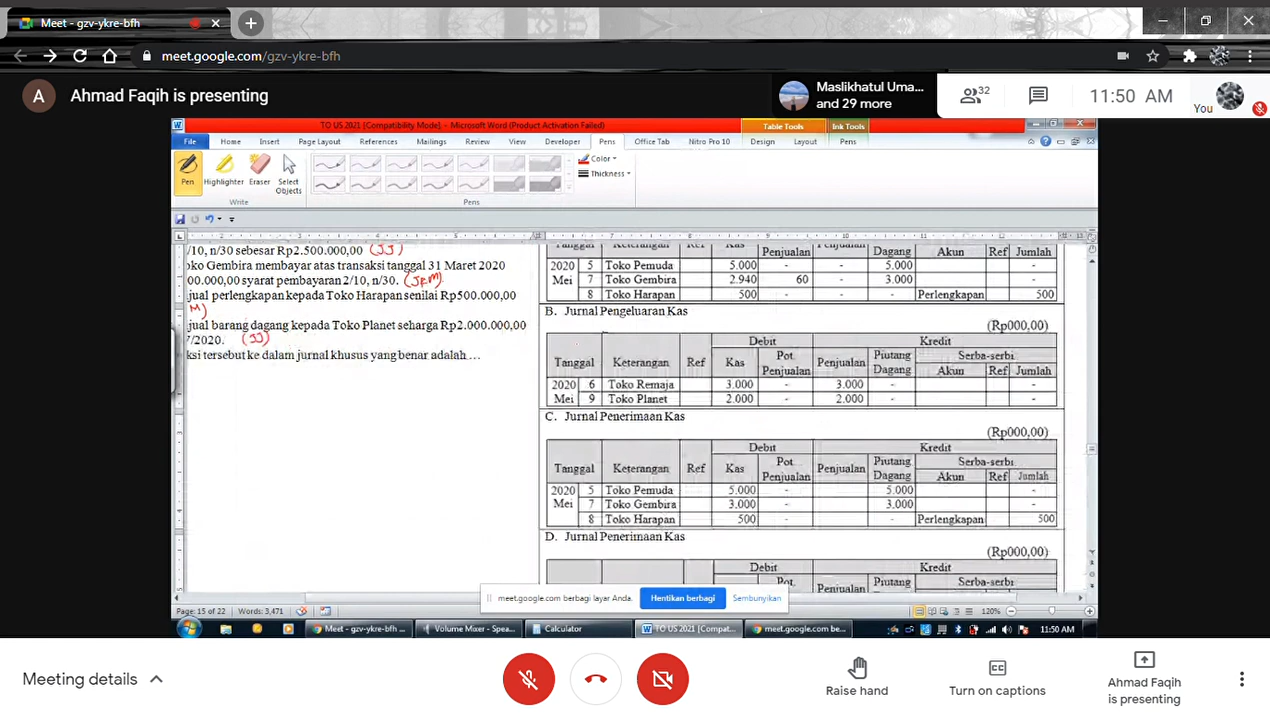 Meet - gzv-ykre-bfh
meet.google.com/gzv-ykre-bfh
A Ahmad Faqih is presenting
Maslikhatul Uma...
and 29 more
32
11:50 AM
You
TO US 2021 [Compatibility Mode] - Microsoft Word (Product Activation Failed)
Table Tools Ink Tools
File Home Insert Page Layout References Mailings Review View Developer Pens Office Tab Nitro Pro 10 Design Layout Pens
Pen Highlighter Eraser Select Objects
Color
Thickness
Write Pens
/10, n/30 sebesar Rp2.500.000,00 (JJ)
oko Gembira membayar atas transaksi tanggal 31 Maret 2020
00.000,00 syarat pembayaran 2/10, n/30. (JKM)
jual perlengkapan kepada Toko Harapan senilai Rp500.000,00
M)
jual barang dagang kepada Toko Planet seharga Rp2.000.000,00
7/2020. (JJ)
ksi tersebut ke dalam jurnal khusus yang benar adalah...
Tanggal Keterangan Ref Kas Penjualan Penjualan Dagang Akun Ref Jumlah
2020 5 Toko Pemuda 5.000 - - 5.000 -
Mei 7 Toko Gembira 2.940 60 - 3.000 -
8 Toko Harapan 500 - - - Perlengkapan 500
B. Jurnal Pengeluaran Kas
(Rp000,00)
Debit Kredit
Tanggal Keterangan Ref Kas Pot. Penjualan Penjualan Piutang Dagang Serba-serbi
Akun Ref Jumlah
2020 6 Toko Remaja 3.000 - 3.000 - -
Mei 9 Toko Planet 2.000 - 2.000 - -
C. Jurnal Penerimaan Kas
(Rp000,00)
Debit Kredit
Tanggal Keterangan Ref Kas Pot. Penjualan Penjualan Piutang Dagang Serba-serbi
Akun Ref Jumlah
2020 5 Toko Pemuda 5.000 - 5.000 -
Mei 7 Toko Gembira 3.000 - 3.000 -
8 Toko Harapan 500 - - Perlengkapan 500
D. Jurnal Penerimaan Kas
(Rp000,00)
Debit Kredit
Pot. Piutang Serba-serbi
meet.google.com berbagi layar Anda. Hentikan berbagi Sembunyikan
Page: 15 of 22 Words: 3,471 120%
Meet - gzv-ykre-bfh ... Volume Mixer - Spea... Calculator TO US 2021 [Compat... meet.google.com be... 11:50 AM
Meeting details
Raise hand
Turn on captions
Ahmad Faqih
is presenting